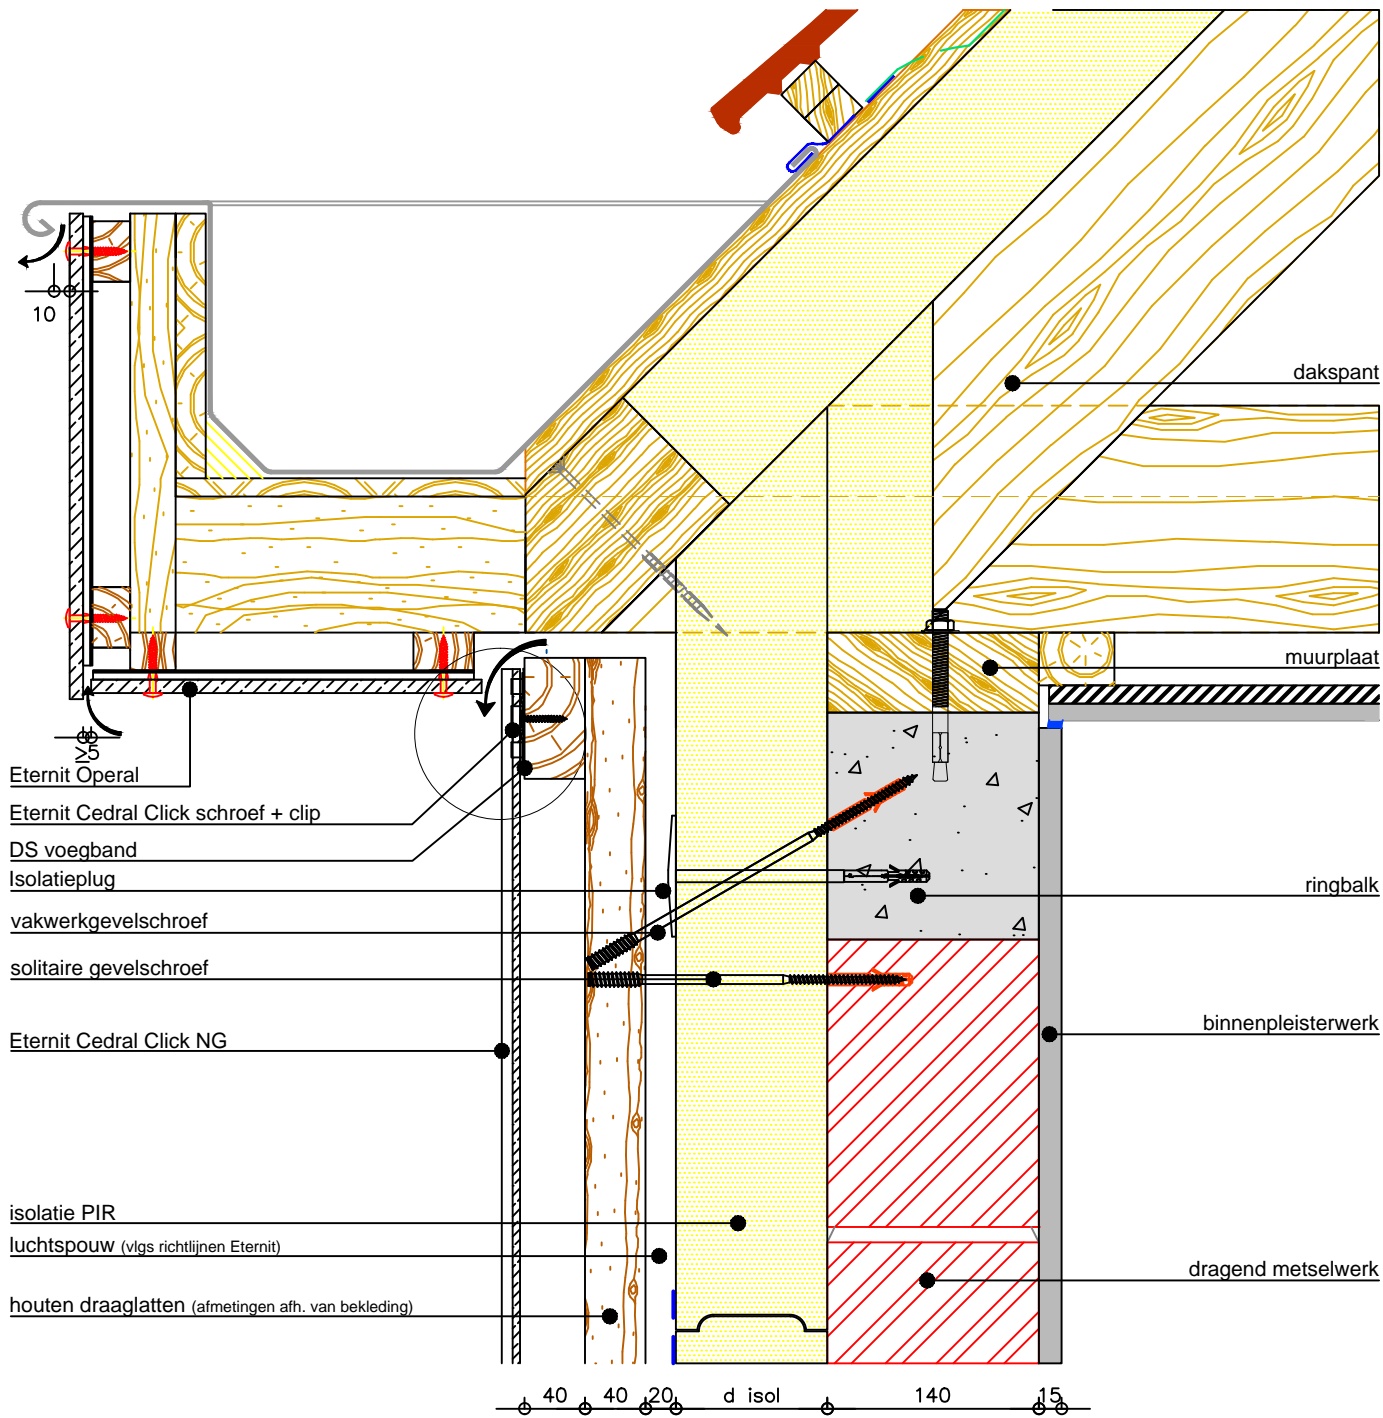 10
dakspant
muurplaat
≥5
Eternit Operal
Eternit Cedral Click schroef + clip
DS voegband
Isolatieplug
ringbalk
vakwerkgevelschroef
solitaire gevelschroef
binnenpleisterwerk
Eternit Cedral Click NG
isolatie PIR
luchtspouw (vlgs richtlijnen Eternit)
dragend metselwerk
houten draaglatten (afmetingen afh. van bekleding)
40 40 20 d isol 140 15